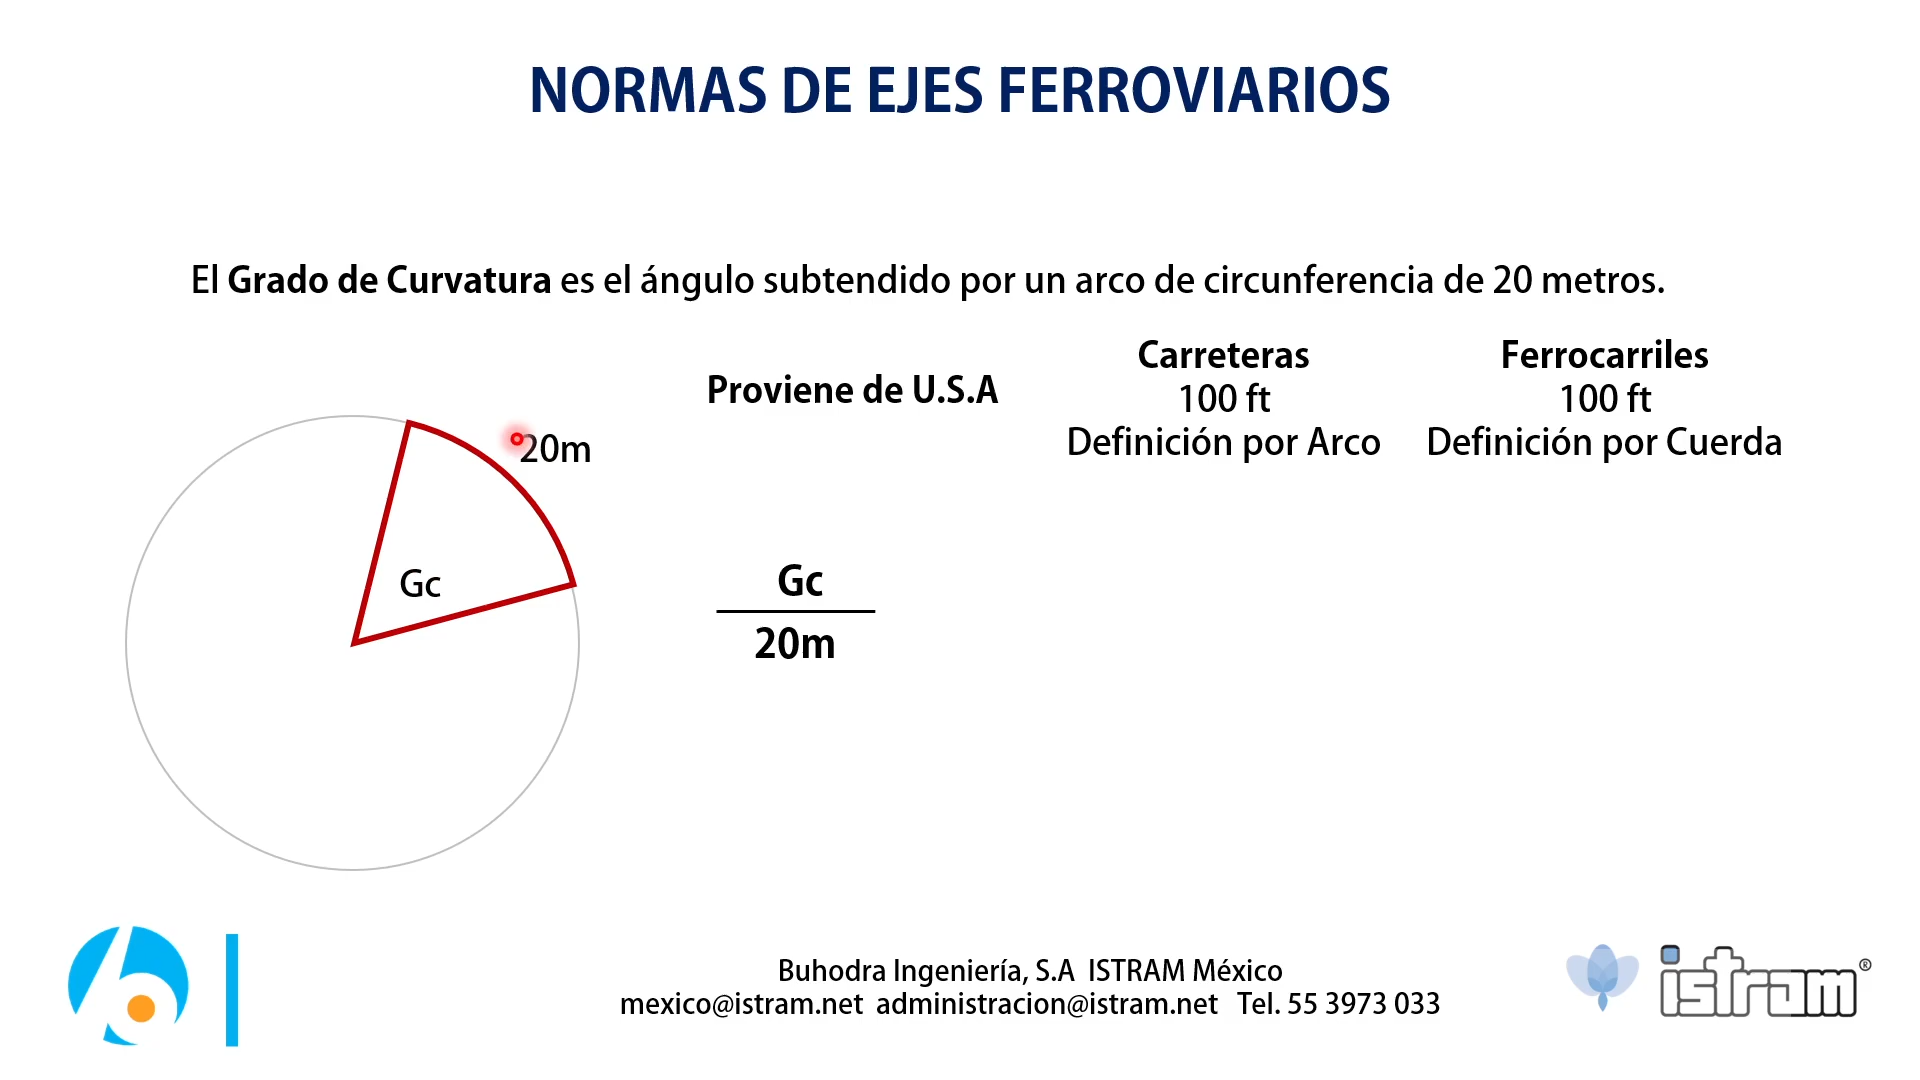 NORMAS DE EJES FERROVIARIOS
El Grado de Curvatura es el ángulo subtendido por un arco de circunferencia de 20 metros.
Proviene de U.S.A
Carreteras
100 ft
Definición por Arco
Ferrocarriles
100 ft
Definición por Cuerda
20m
Gc
Gc
20m
Buhodra Ingeniería, S.A ISTRAM México
mexico@istram.net administracion@istram.net Tel. 55 3973 033
istram®